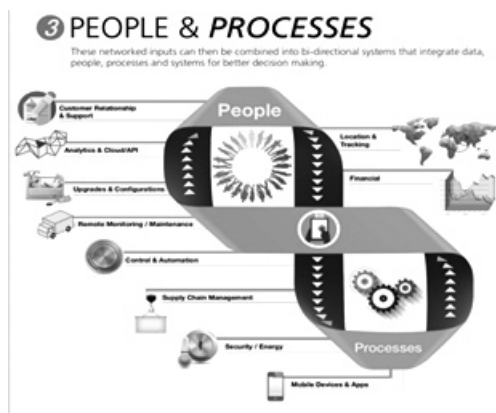 3 PEOPLE & PROCESSES
These networked inputs can then be combined into bi-directional systems that integrate data,
people, processes and systems for better decision making.
People
Customer Relationship
& Support
Location &
Tracking
Analytics & Cloud/API
Financial
Upgrades & Configurations
Remote Monitoring / Maintenance
Control & Automation
Supply Chain Management
Security / Energy
Processes
Mobile Devices & Apps